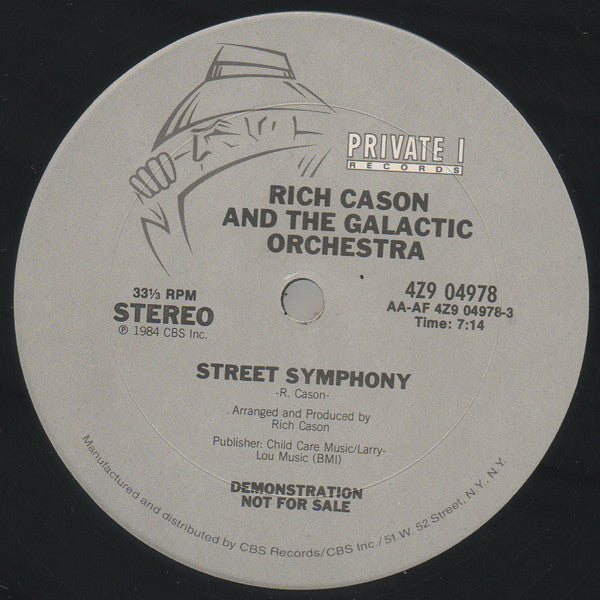 PRIVATE I
RECORDS
RICH CASON
AND THE GALACTIC
ORCHESTRA
33⅓ RPM
STEREO
℗ 1984 CBS Inc.
4Z9 04978
AA-AF 4Z9 04978-3
Time: 7:14
STREET SYMPHONY
-R. Cason-
Arranged and Produced by
Rich Cason
Publisher: Child Care Music/Larry-
Lou Music (BMI)
DEMONSTRATION
NOT FOR SALE
Manufactured and distributed by CBS Records/CBS Inc./51 W. 52 Street, N.Y., N.Y.